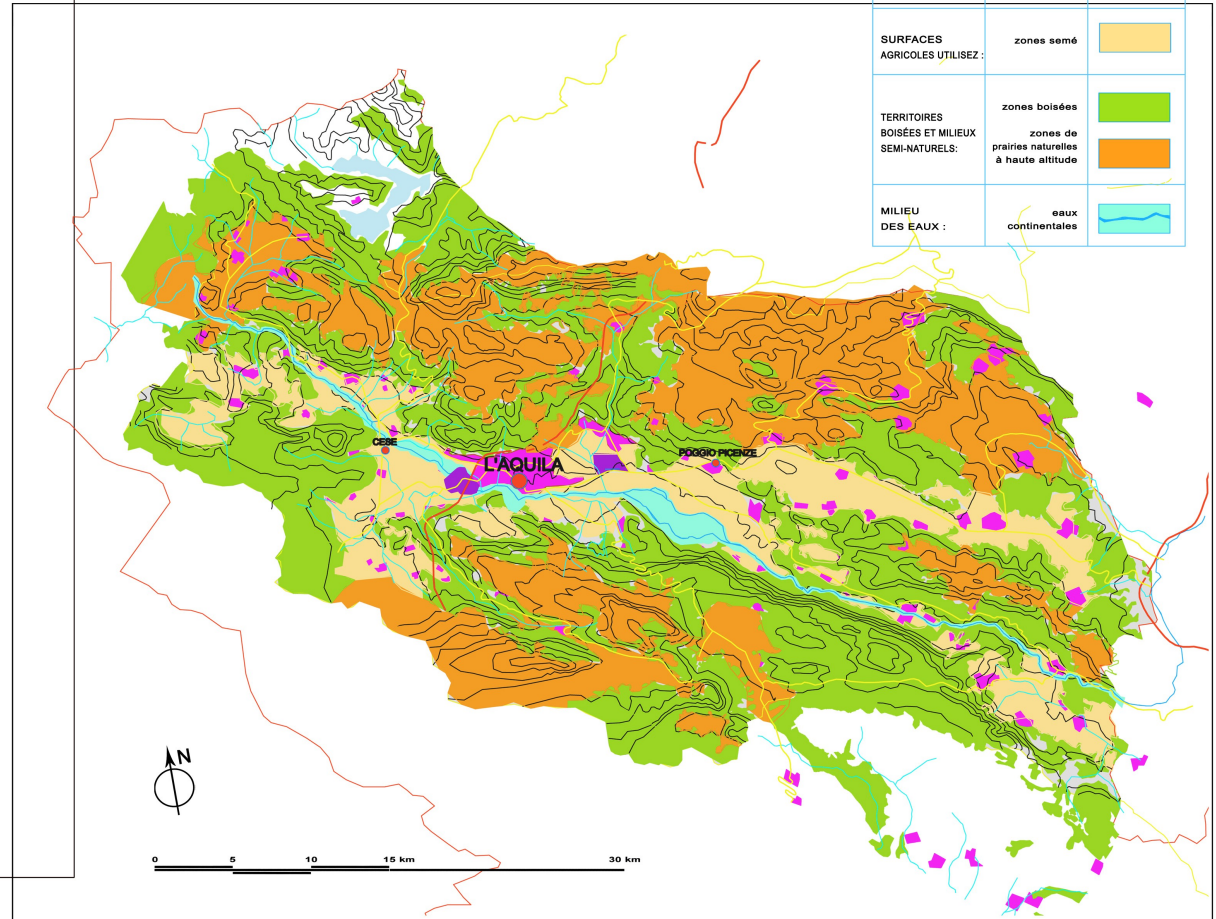 SURFACES
AGRICOLES UTILISEZ :
zones semé
TERRITOIRES
BOISÉES ET MILIEUX
SEMI-NATURELS:
zones boisées
zones de
prairies naturelles
à haute altitude
MILIEU
DES EAUX :
eaux
continentales
CESE
L'AQUILA
POGGIO PICENZE
N
0 5 10 15 km 30 km